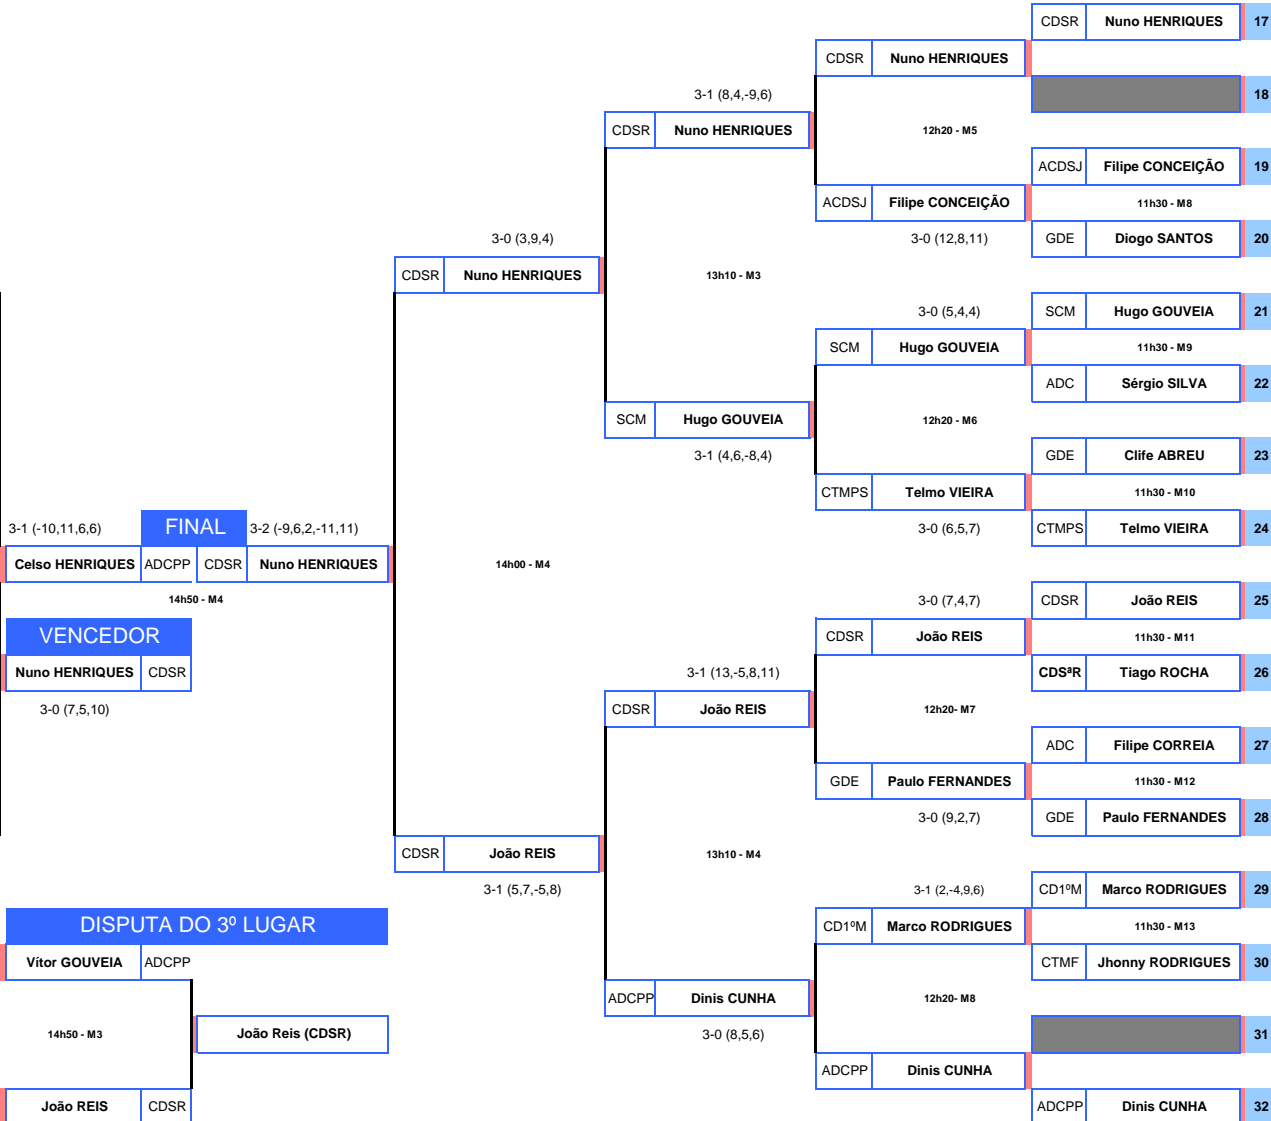 CDSR Nuno HENRIQUES 17
CDSR Nuno HENRIQUES
3-1 (8,4,-9,6) 18
CDSR Nuno HENRIQUES 12h20 - M5
ACDSJ Filipe CONCEIÇÃO 19
ACDSJ Filipe CONCEIÇÃO 11h30 - M8
3-0 (3,9,4) 3-0 (12,8,11) GDE Diogo SANTOS 20
CDSR Nuno HENRIQUES 13h10 - M3
3-0 (5,4,4) SCM Hugo GOUVEIA 21
SCM Hugo GOUVEIA 11h30 - M9
ADC Sérgio SILVA 22
SCM Hugo GOUVEIA 12h20 - M6
3-1 (4,6,-8,4) GDE Clife ABREU 23
CTMPS Telmo VIEIRA 11h30 - M10
3-1 (-10,11,6,6) FINAL 3-2 (-9,6,2,-11,11) 3-0 (6,5,7) CTMPS Telmo VIEIRA 24
Celso HENRIQUES ADCPP CDSR Nuno HENRIQUES 14h00 - M4
14h50 - M4 3-0 (7,4,7) CDSR João REIS 25
VENCEDOR CDSR João REIS 11h30 - M11
Nuno HENRIQUES CDSR 3-1 (13,-5,8,11) CDSªR Tiago ROCHA 26
3-0 (7,5,10) CDSR João REIS 12h20- M7
ADC Filipe CORREIA 27
GDE Paulo FERNANDES 11h30 - M12
3-0 (9,2,7) GDE Paulo FERNANDES 28
CDSR João REIS 13h10 - M4
3-1 (5,7,-5,8) 3-1 (2,-4,9,6) CD1ºM Marco RODRIGUES 29
DISPUTA DO 3º LUGAR CD1ºM Marco RODRIGUES 11h30 - M13
Vítor GOUVEIA ADCPP CTMF Jhonny RODRIGUES 30
ADCPP Dinis CUNHA 12h20- M8
14h50 - M3 João Reis (CDSR) 3-0 (8,5,6) 31
ADCPP Dinis CUNHA
João REIS CDSR ADCPP Dinis CUNHA 32